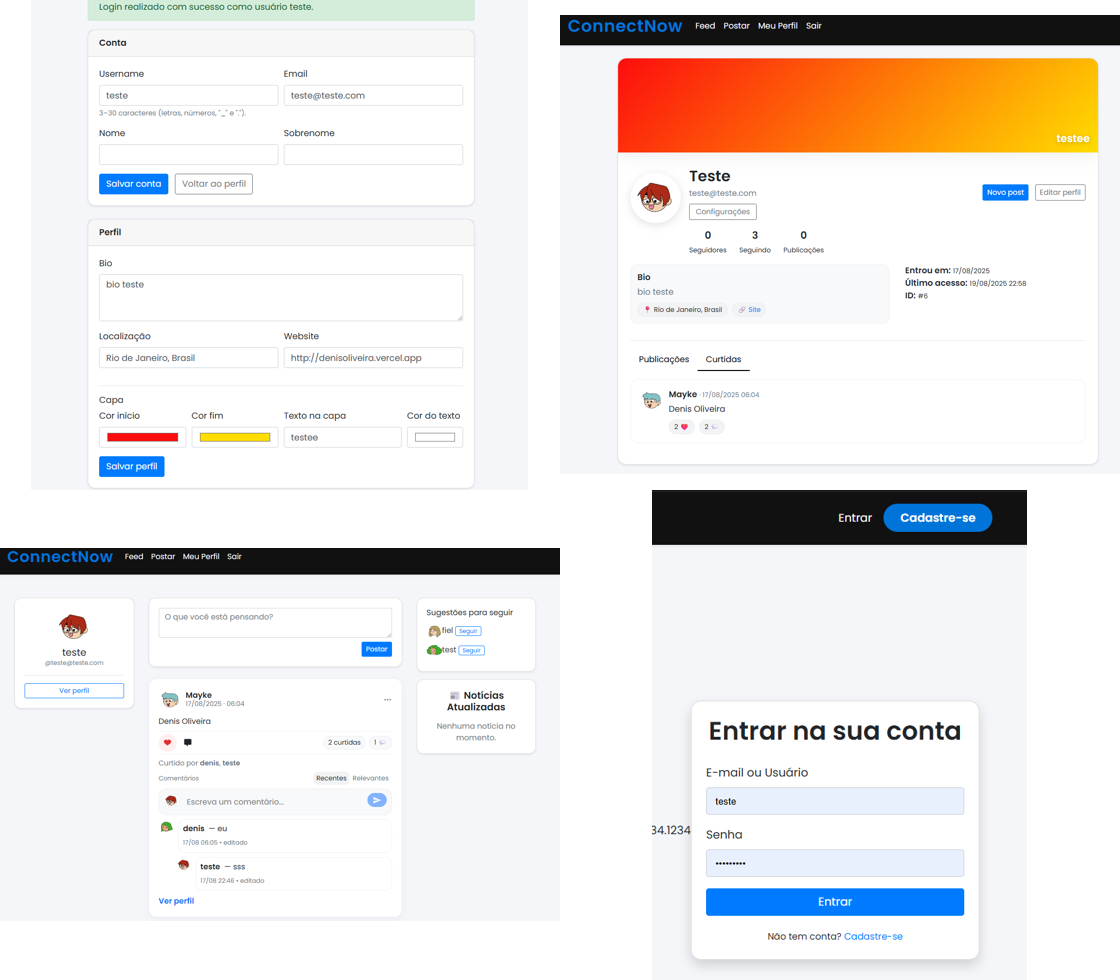 Login realizado com sucesso como usuário teste.
Conta
Username Email
teste teste@teste.com
3–30 caracteres (letras, números, "_" e ".").
Nome Sobrenome
Salvar conta Voltar ao perfil
Perfil
Bio
bio teste
Localização Website
Rio de Janeiro, Brasil http://denisoliveira.vercel.app
Capa
Cor início Cor fim Texto na capa Cor do texto
testee
Salvar perfil
ConnectNow Feed Postar Meu Perfil Sair
testee
Teste
teste@teste.com
Novo post Editar perfil
Configurações
0 3 0
Seguidores Seguindo Publicações
Bio
bio teste
Rio de Janeiro, Brasil Site
Entrou em: 17/08/2025
Último acesso: 19/08/2025 22:58
ID: #6
Publicações Curtidas
Mayke · 17/08/2025 06:04
Denis Oliveira
2 2
ConnectNow Feed Postar Meu Perfil Sair
teste
@teste@teste.com
Ver perfil
O que você está pensando?
Postar
Mayke
17/08/2025 · 06:04
Denis Oliveira
2 curtidas 1
Curtido por denis, teste
Comentários Recentes Relevantes
Escreva um comentário...
denis — eu
17/08 06:05 • editado
teste — sss
17/08 22:46 • editado
Ver perfil
Sugestões para seguir
fiel Seguir
test Seguir
Notícias
Atualizadas
Nenhuma notícia no
momento.
Entrar Cadastre-se
Entrar na sua conta
E-mail ou Usuário
teste
34.1234
Senha
•••••••••
Entrar
Não tem conta? Cadastre-se